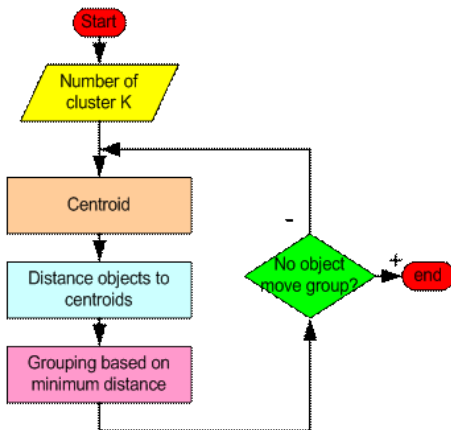 Start
Number of
cluster K
Centroid
Distance objects to
centroids
Grouping based on
minimum distance
-
No object
move group?
+
end